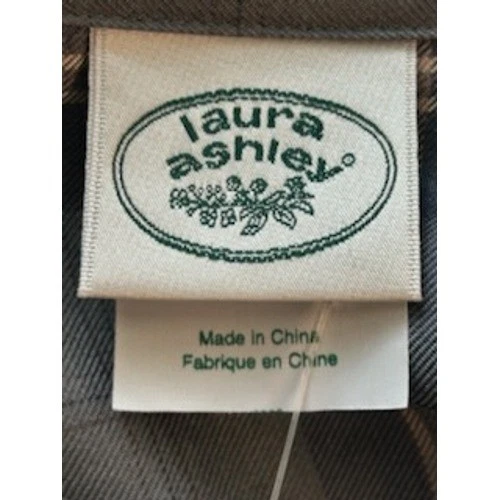 laura
ashley®
Made in China
Fabrique en Chine